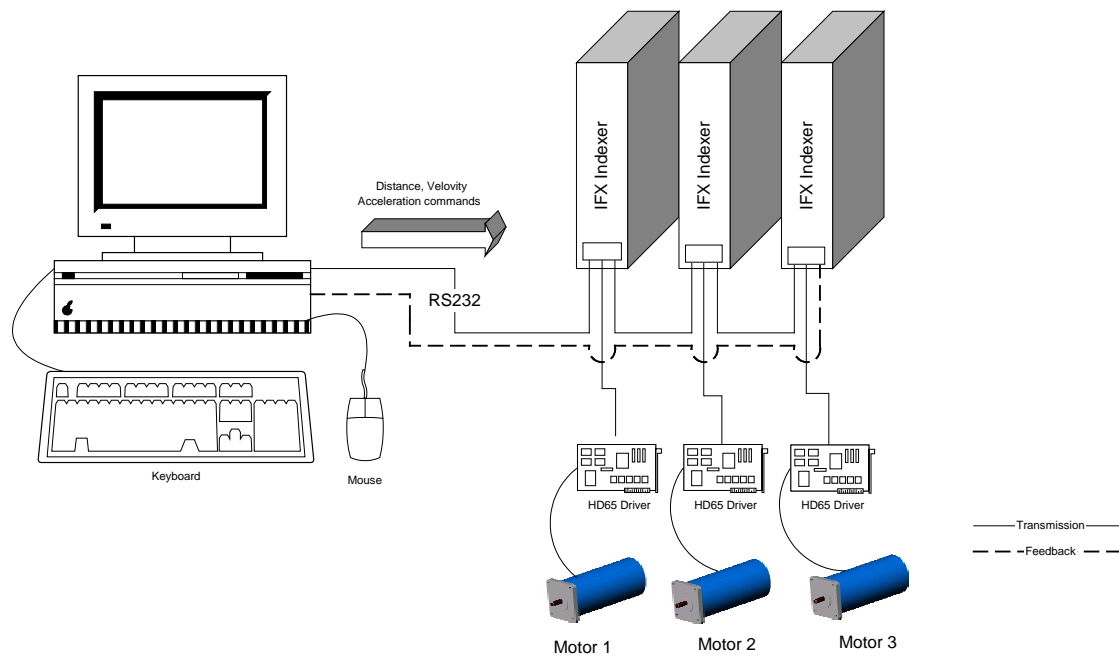 IFX Indexer
IFX Indexer
IFX Indexer
Distance, Velovity
Acceleration commands
RS232
Keyboard
Mouse
HD65 Driver
HD65 Driver
HD65 Driver
Transmission
Feedback
Motor 1
Motor 2
Motor 3